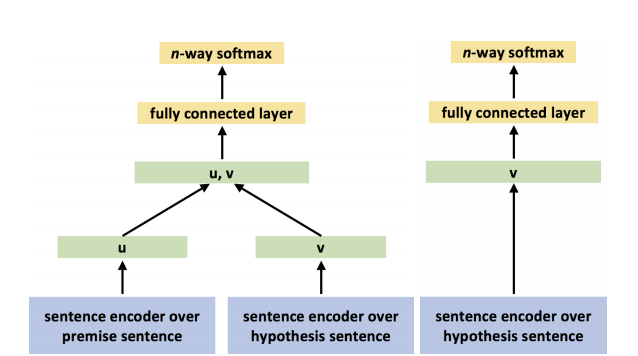 n-way softmax
fully connected layer
u, v
u
v
sentence encoder over
premise sentence
sentence encoder over
hypothesis sentence
n-way softmax
fully connected layer
v
sentence encoder over
hypothesis sentence